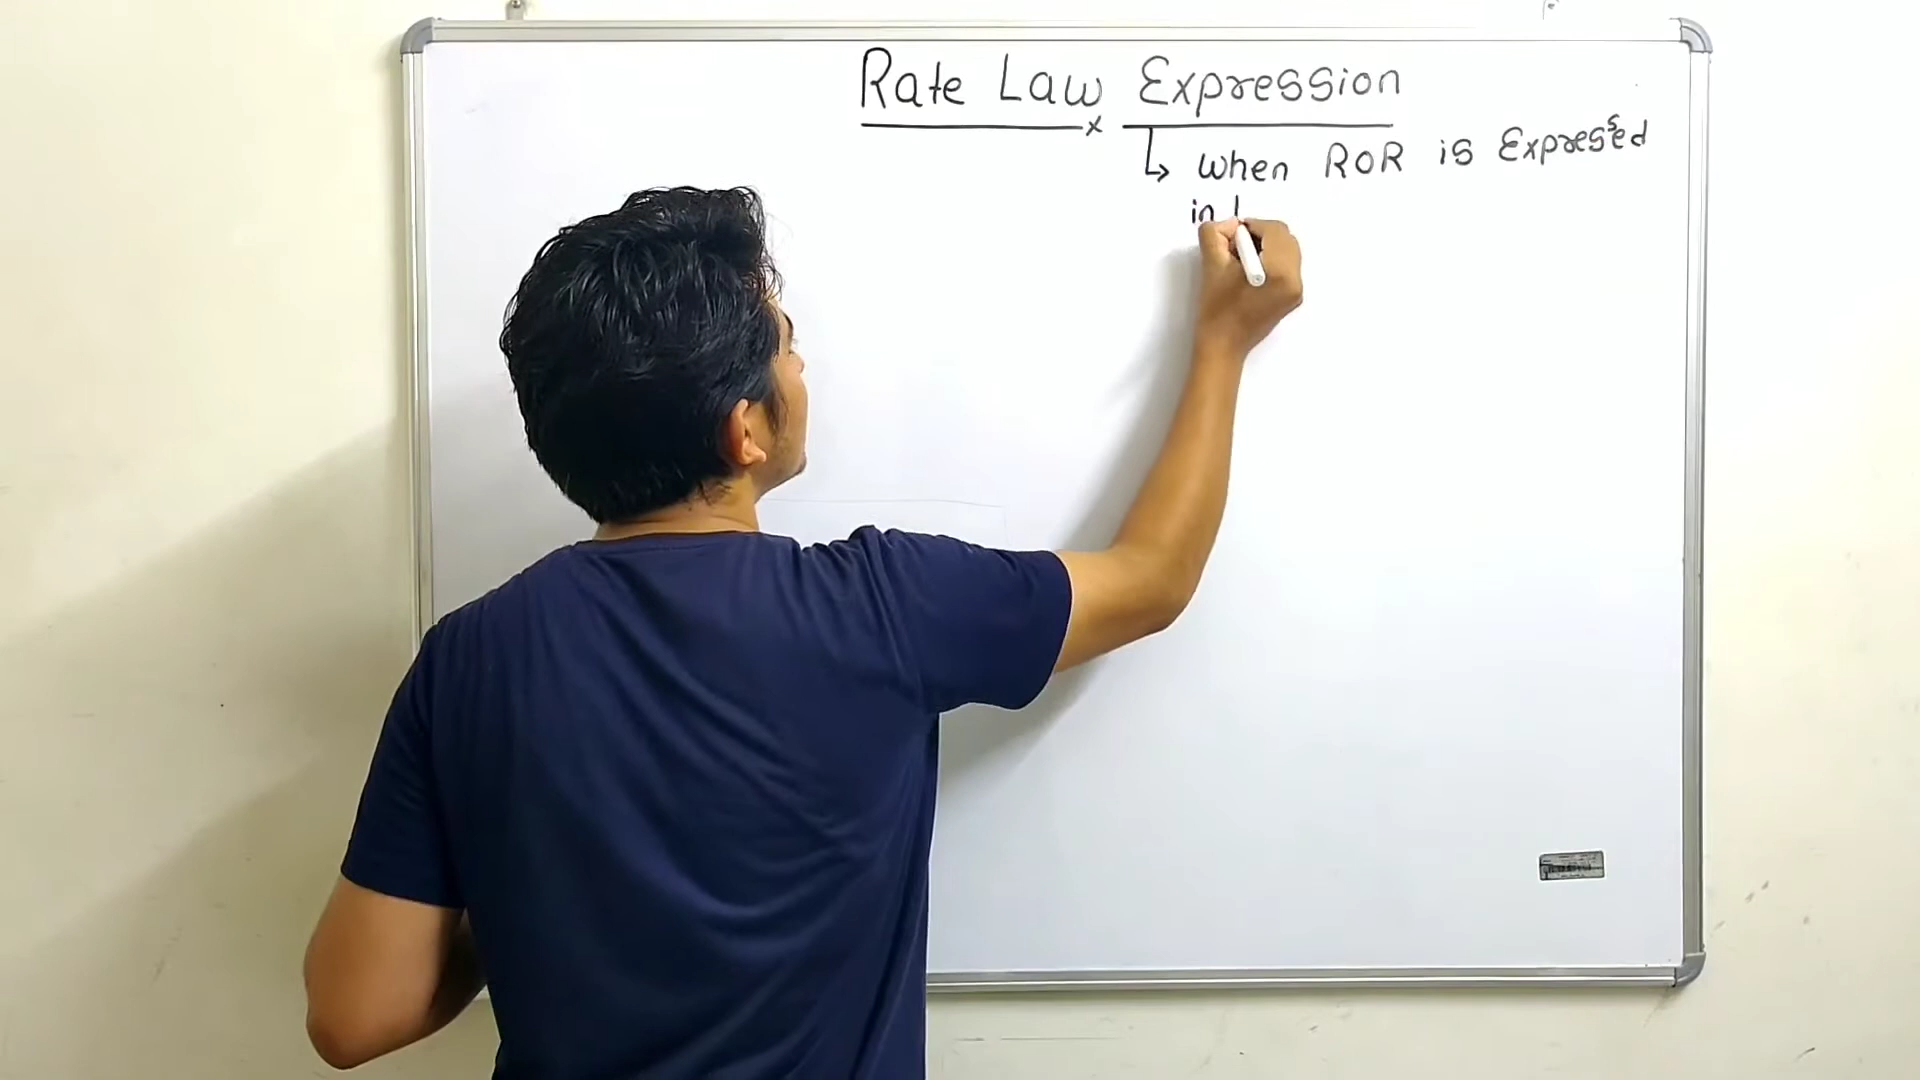 Rate Law Expression
when ROR is Expressed
in